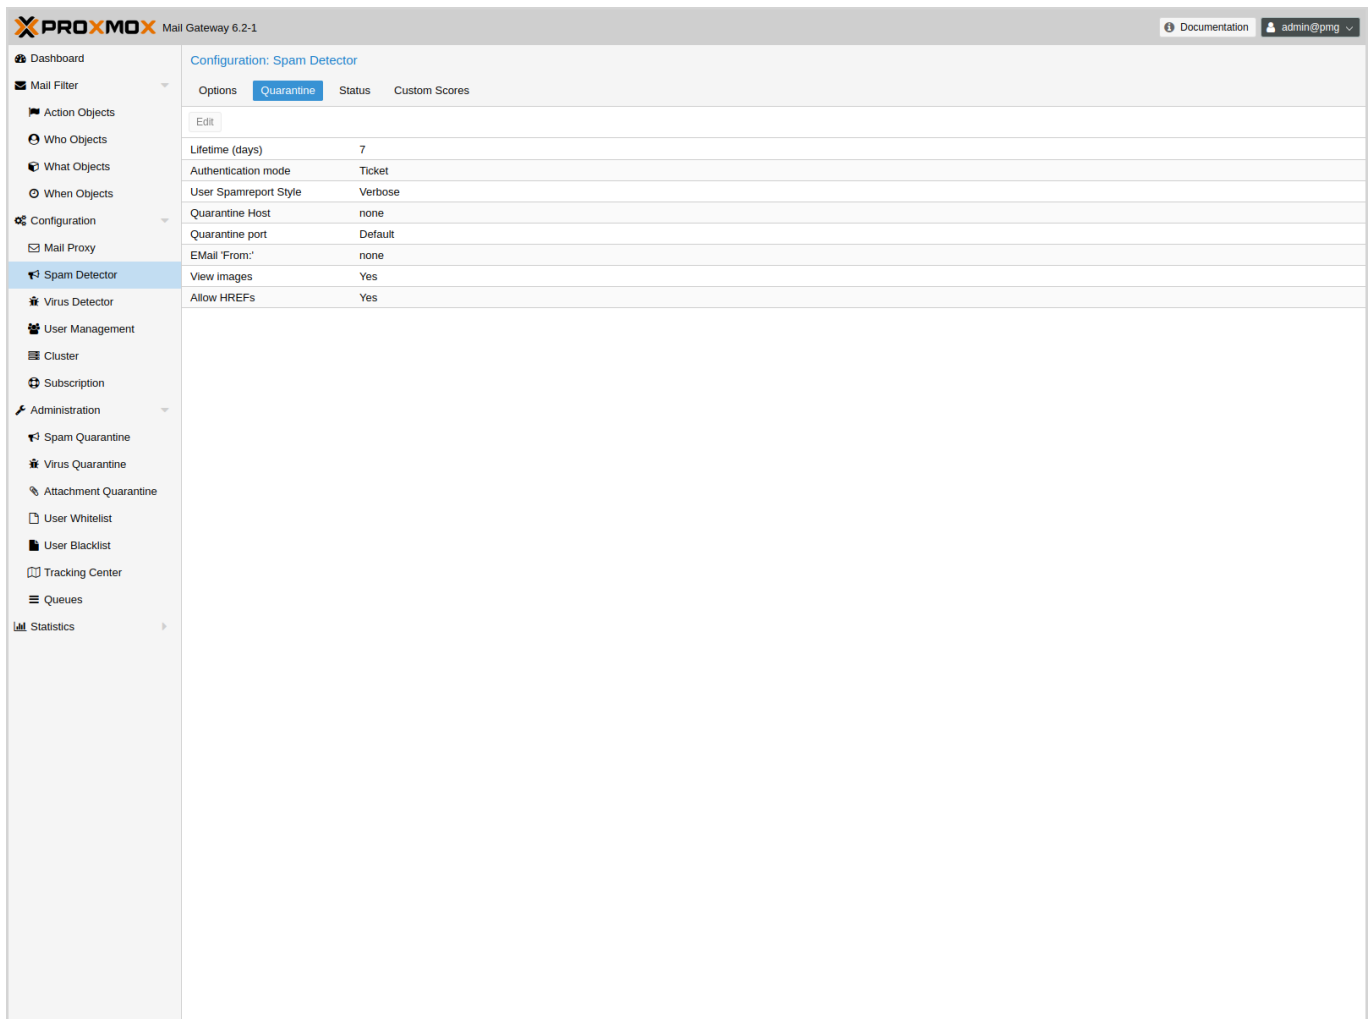 PROXMOX Mail Gateway 6.2-1 Documentation admin@pmg
Dashboard
Mail Filter
Action Objects
Who Objects
What Objects
When Objects
Configuration
Mail Proxy
Spam Detector
Virus Detector
User Management
Cluster
Subscription
Administration
Spam Quarantine
Virus Quarantine
Attachment Quarantine
User Whitelist
User Blacklist
Tracking Center
Queues
Statistics
Configuration: Spam Detector
Options Quarantine Status Custom Scores
Edit
Lifetime (days) 7
Authentication mode Ticket
User Spamreport Style Verbose
Quarantine Host none
Quarantine port Default
EMail 'From:' none
View images Yes
Allow HREFs Yes